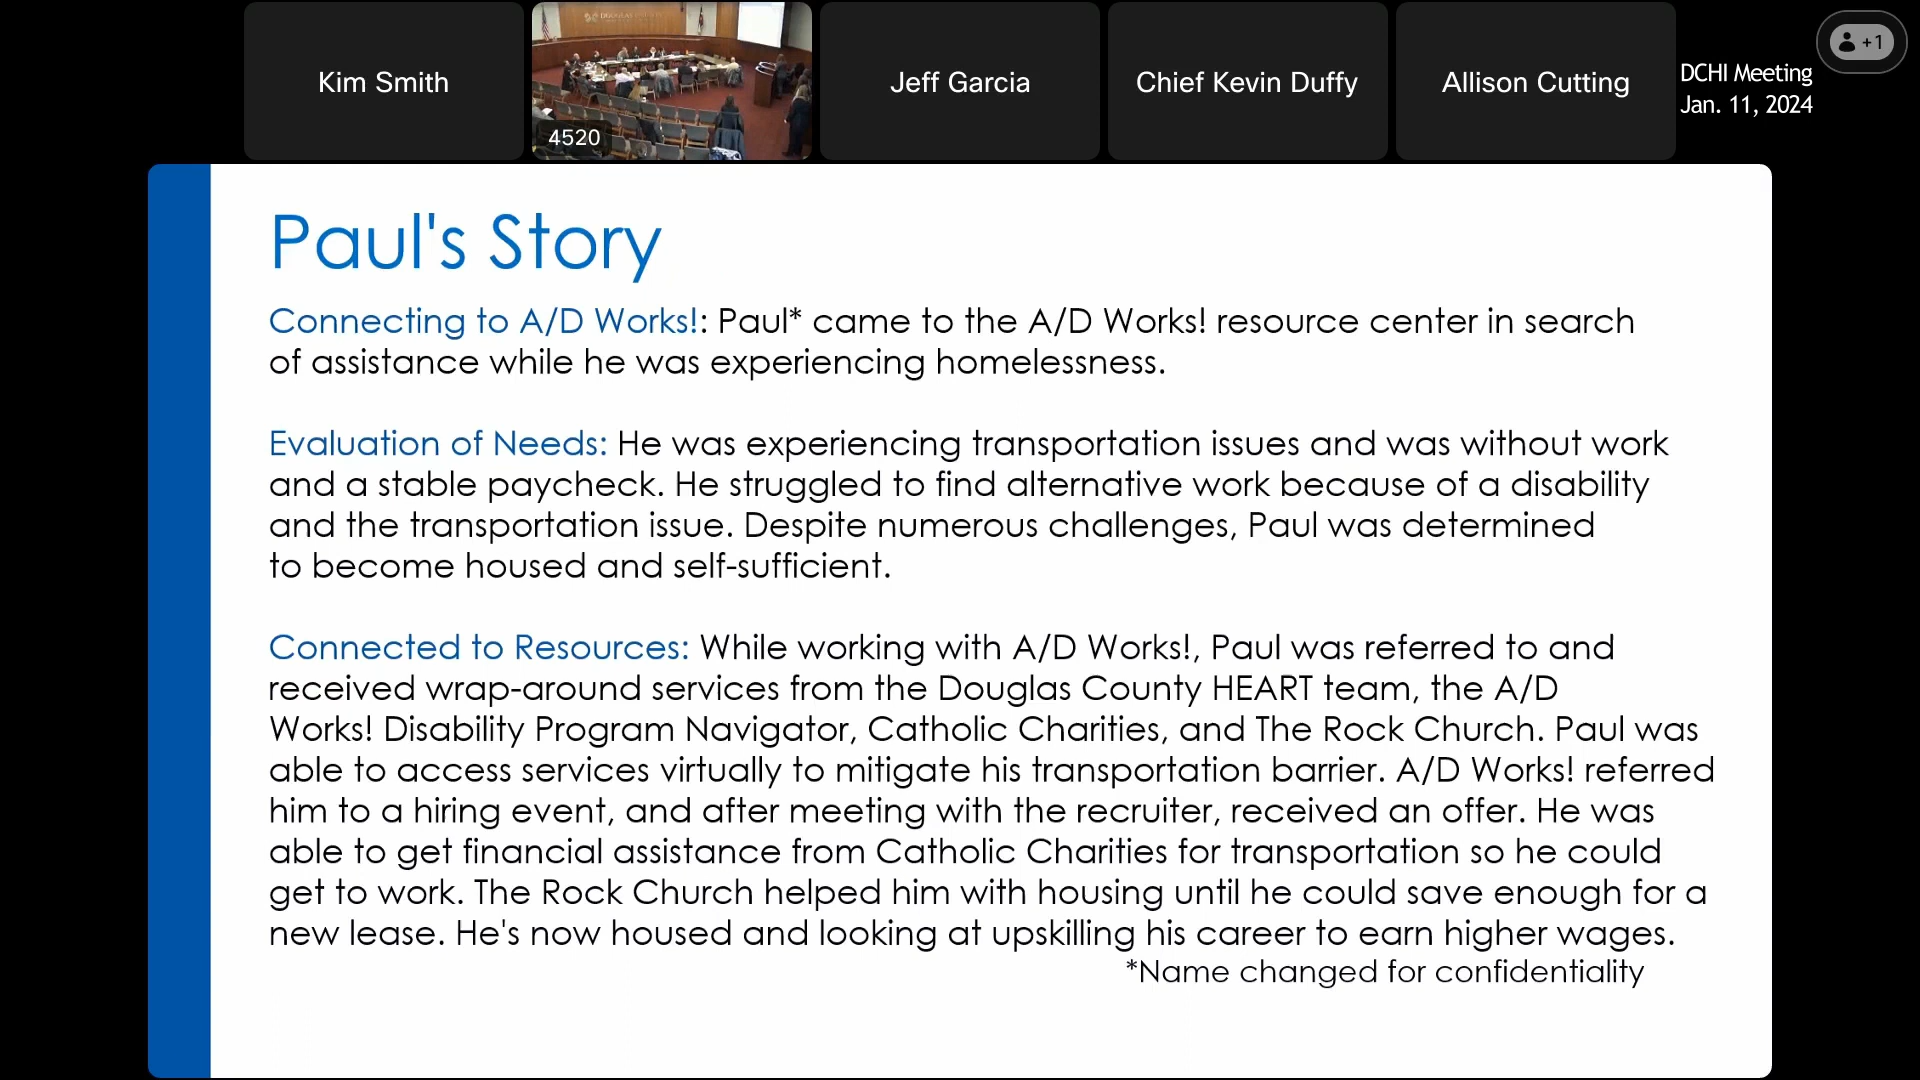 Kim Smith
DOUGLAS COUNTY
4520
Jeff Garcia
Chief Kevin Duffy
Allison Cutting
DCHI Meeting
Jan. 11, 2024
+1
Paul's Story
Connecting to A/D Works!: Paul* came to the A/D Works! resource center in search
of assistance while he was experiencing homelessness.
Evaluation of Needs: He was experiencing transportation issues and was without work
and a stable paycheck. He struggled to find alternative work because of a disability
and the transportation issue. Despite numerous challenges, Paul was determined
to become housed and self-sufficient.
Connected to Resources: While working with A/D Works!, Paul was referred to and
received wrap-around services from the Douglas County HEART team, the A/D
Works! Disability Program Navigator, Catholic Charities, and The Rock Church. Paul was
able to access services virtually to mitigate his transportation barrier. A/D Works! referred
him to a hiring event, and after meeting with the recruiter, received an offer. He was
able to get financial assistance from Catholic Charities for transportation so he could
get to work. The Rock Church helped him with housing until he could save enough for a
new lease. He's now housed and looking at upskilling his career to earn higher wages.
*Name changed for confidentiality